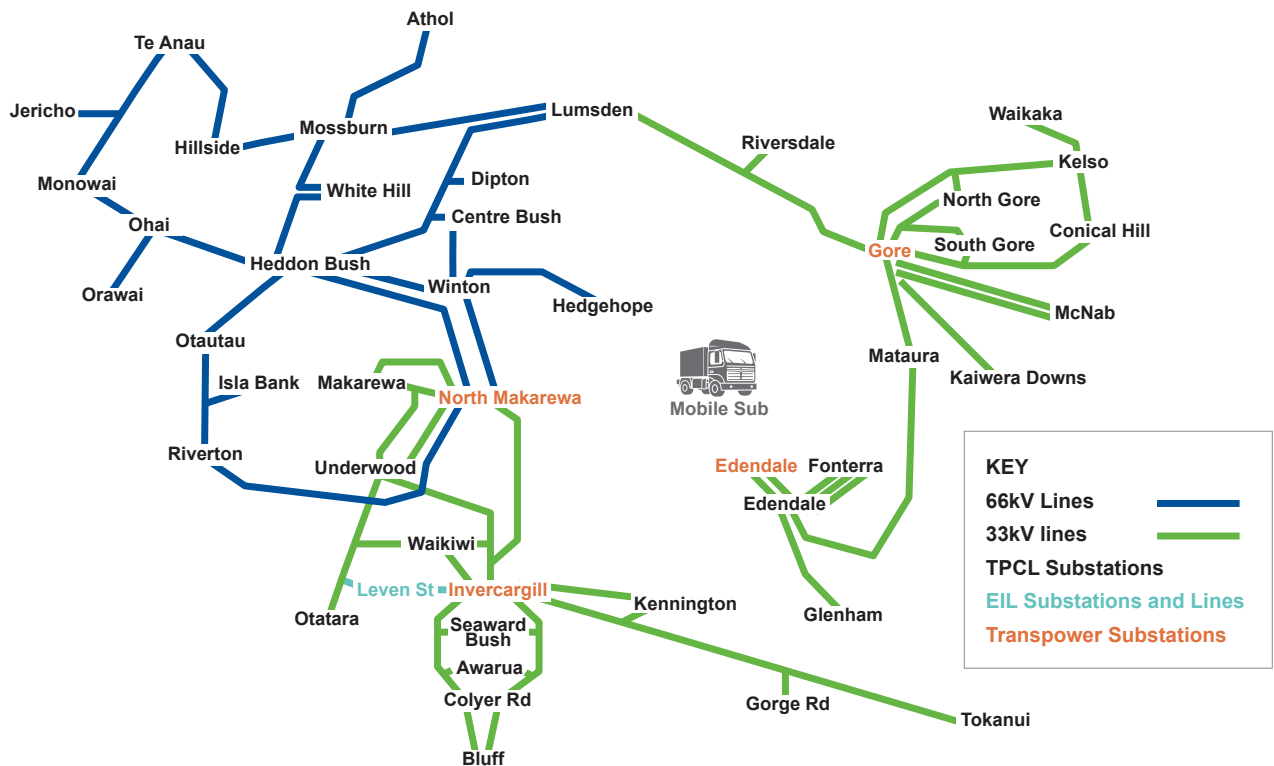 Athol
Te Anau
Jericho
Lumsden
Waikaka
Mossburn
Hillside
Riversdale
Kelso
Monowai
White Hill
Dipton
North Gore
Ohai
Centre Bush
Conical Hill
South Gore
Gore
Heddon Bush
Orawai
Winton
Hedgehope
McNab
Otautau
Mataura
Isla Bank
Makarewa
Kaiwera Downs
North Makarewa
Mobile Sub
Riverton
Underwood
Edendale
Fonterra
Edendale
Waikiwi
Leven St
Invercargill
Otatara
Kennington
Glenham
Seaward
Bush
Awarua
Colyer Rd
Gorge Rd
Tokanui
Bluff
KEY
66kV Lines
33kV lines
TPCL Substations
EIL Substations and Lines
Transpower Substations